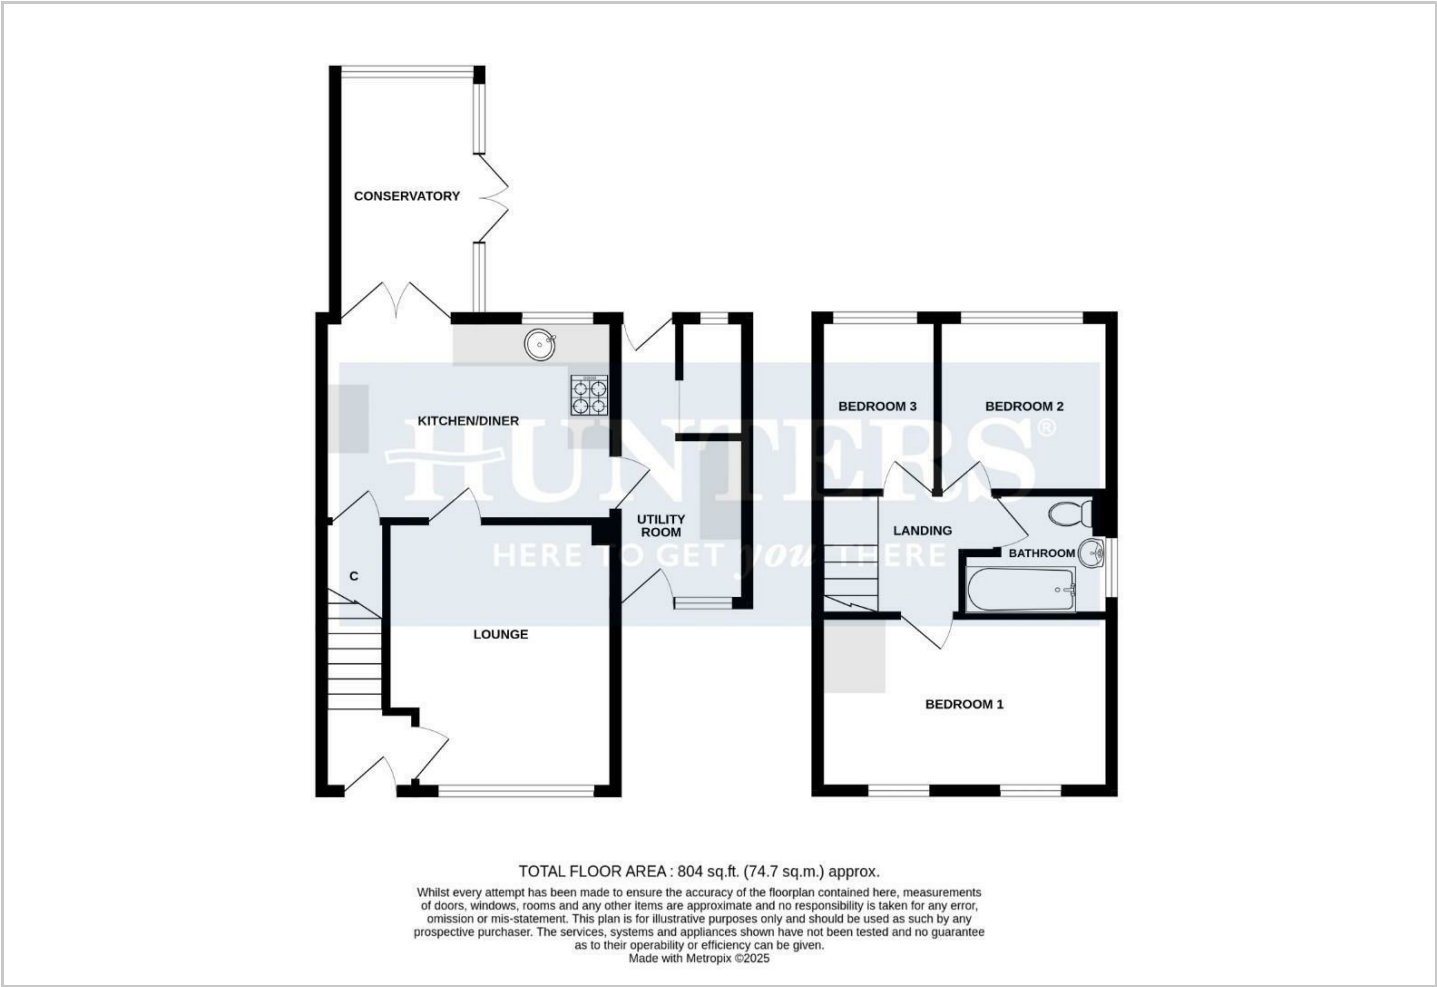 CONSERVATORY
KITCHEN/DINER
UTILITY
ROOM
C
LOUNGE
BEDROOM 3
BEDROOM 2
LANDING
BATHROOM
BEDROOM 1
HUNTERS®
HERE TO GET you THERE
TOTAL FLOOR AREA : 804 sq.ft. (74.7 sq.m.) approx.
Whilst every attempt has been made to ensure the accuracy of the floorplan contained here, measurements
of doors, windows, rooms and any other items are approximate and no responsibility is taken for any error,
omission or mis-statement. This plan is for illustrative purposes only and should be used as such by any
prospective purchaser. The services, systems and appliances shown have not been tested and no guarantee
as to their operability or efficiency can be given.
Made with Metropix ©2025